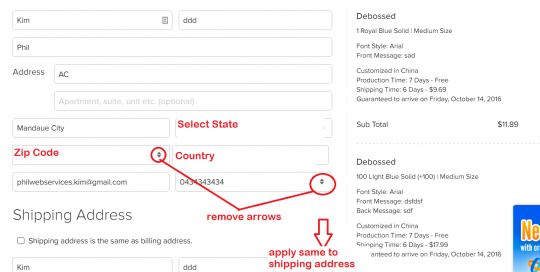 Kim ddd
Phil
Address AC
Apartment, suite, unit etc. (optional)
Mandaue City Select State
Zip Code Country
philwebservices.kim@gmail.com 0434343434
remove arrows
Shipping Address
Shipping address is the same as billing address.
apply same to
shipping address
Kim ddd
Debossed
1 Royal Blue Solid | Medium Size
Font Style: Arial
Front Message: sad
Customized in China
Production Time: 7 Days - Free
Shipping Time: 6 Days - $9.69
Guaranteed to arrive on Friday, October 14, 2016
Sub Total $11.89
Debossed
100 Light Blue Solid (+100) | Medium Size
Font Style: Arial
Front Message: dsfdsf
Back Message: sdf
Customized in China
Production Time: 7 Days - Free
Shipping Time: 6 Days - $17.99
aranteed to arrive on Friday, October 14, 2016
Ne
with on